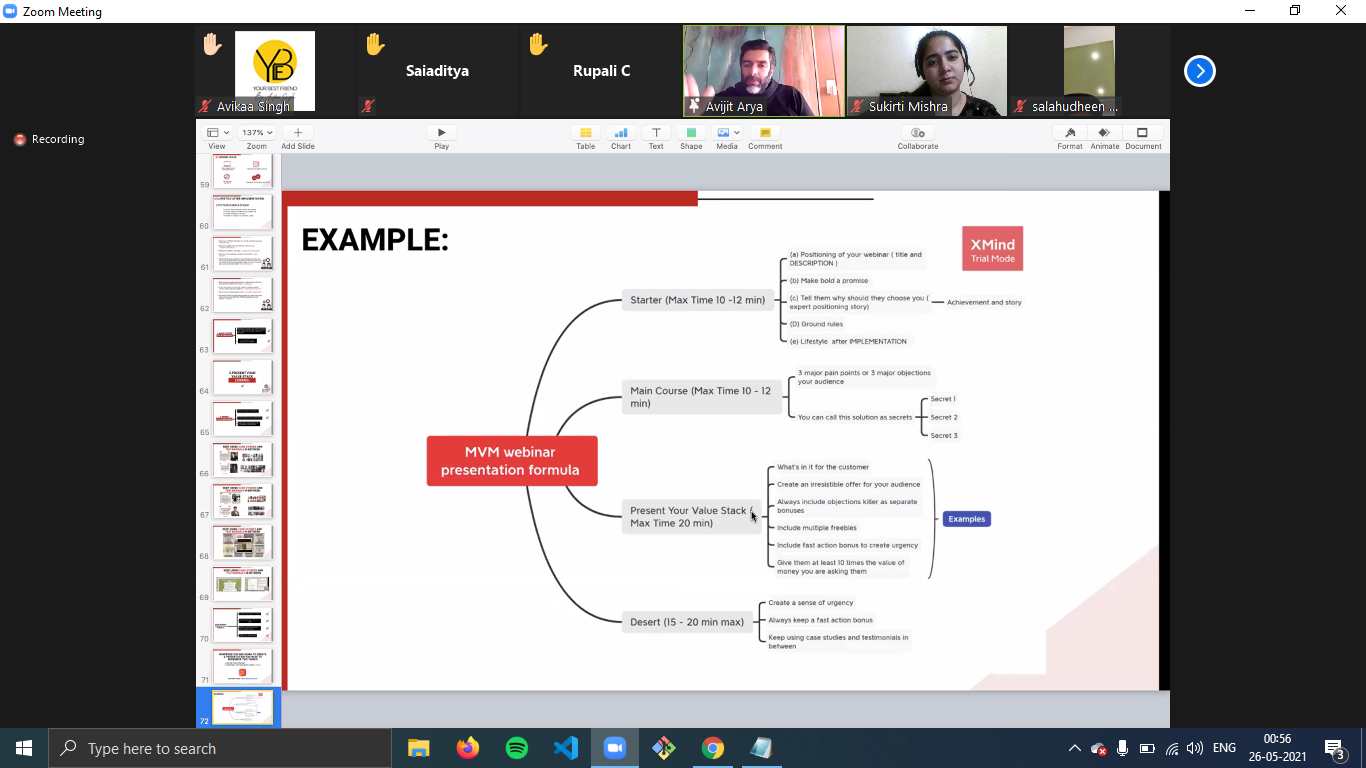 Zoom Meeting
YBF
YOUR BEST FRIEND
Avikaa Singh
Saiaditya
Rupali C
Avijit Arya
Sukirti Mishra
salahudheen ...
Recording
137%
View
Zoom
Add Slide
Play
Table
Chart
Text
Shape
Media
Comment
Collaborate
Format
Animate
Document
59
60
61
62
63
64
65
66
67
68
69
70
71
72
EXAMPLE:
XMind
Trial Mode
MVM webinar
presentation formula
Starter (Max Time 10 -12 min)
(a) Positioning of your webinar ( title and
DESCRIPTION )
(b) Make bold a promise
(c) Tell them why should they choose you (
expert positioning story)
Achievement and story
(D) Ground rules
(e) Lifestyle after IMPLEMENTATION
Main Course (Max Time 10 - 12
min)
3 major pain points or 3 major objections
your audience
You can call this solution as secrets
Secret 1
Secret 2
Secret 3
Present Your Value Stack (
Max Time 20 min)
What's in it for the customer
Create an irresistible offer for your audience
Always include objections killer as separate
bonuses
Include multiple freebies
Include fast action bonus to create urgency
Give them at least 10 times the value of
money you are asking them
Examples
Desert (15 - 20 min max)
Create a sense of urgency
Always keep a fast action bonus
Keep using case studies and testimonials in
between
Type here to search
ENG
00:56
26-05-2021
3